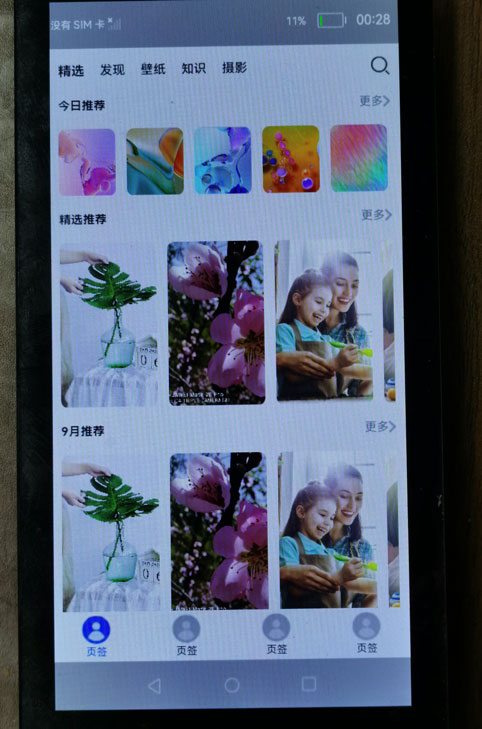 没有 SIM 卡 11% 00:28
精选 发现 壁纸 知识 摄影
今日推荐 更多
精选推荐 更多
9月推荐 更多
页签 页签 页签 页签